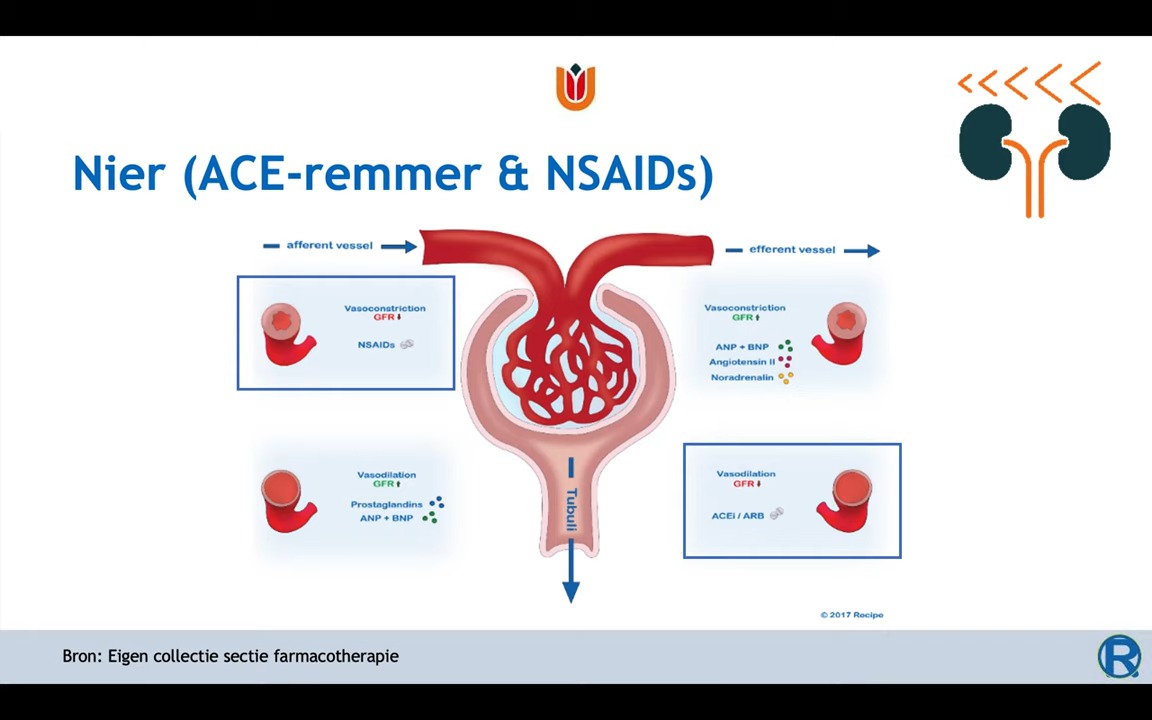 Nier (ACE-remmer & NSAIDs)
afferent vessel
efferent vessel
Vasoconstriction
GFR
NSAIDs
Vasoconstriction
GFR
ANP + BNP
Angiotensin II
Noradrenalin
Vasodilation
GFR
Prostaglandins
ANP + BNP
Vasodilation
GFR
ACEi / ARB
Tubuli
© 2017 Recipe
Bron: Eigen collectie sectie farmacotherapie
R